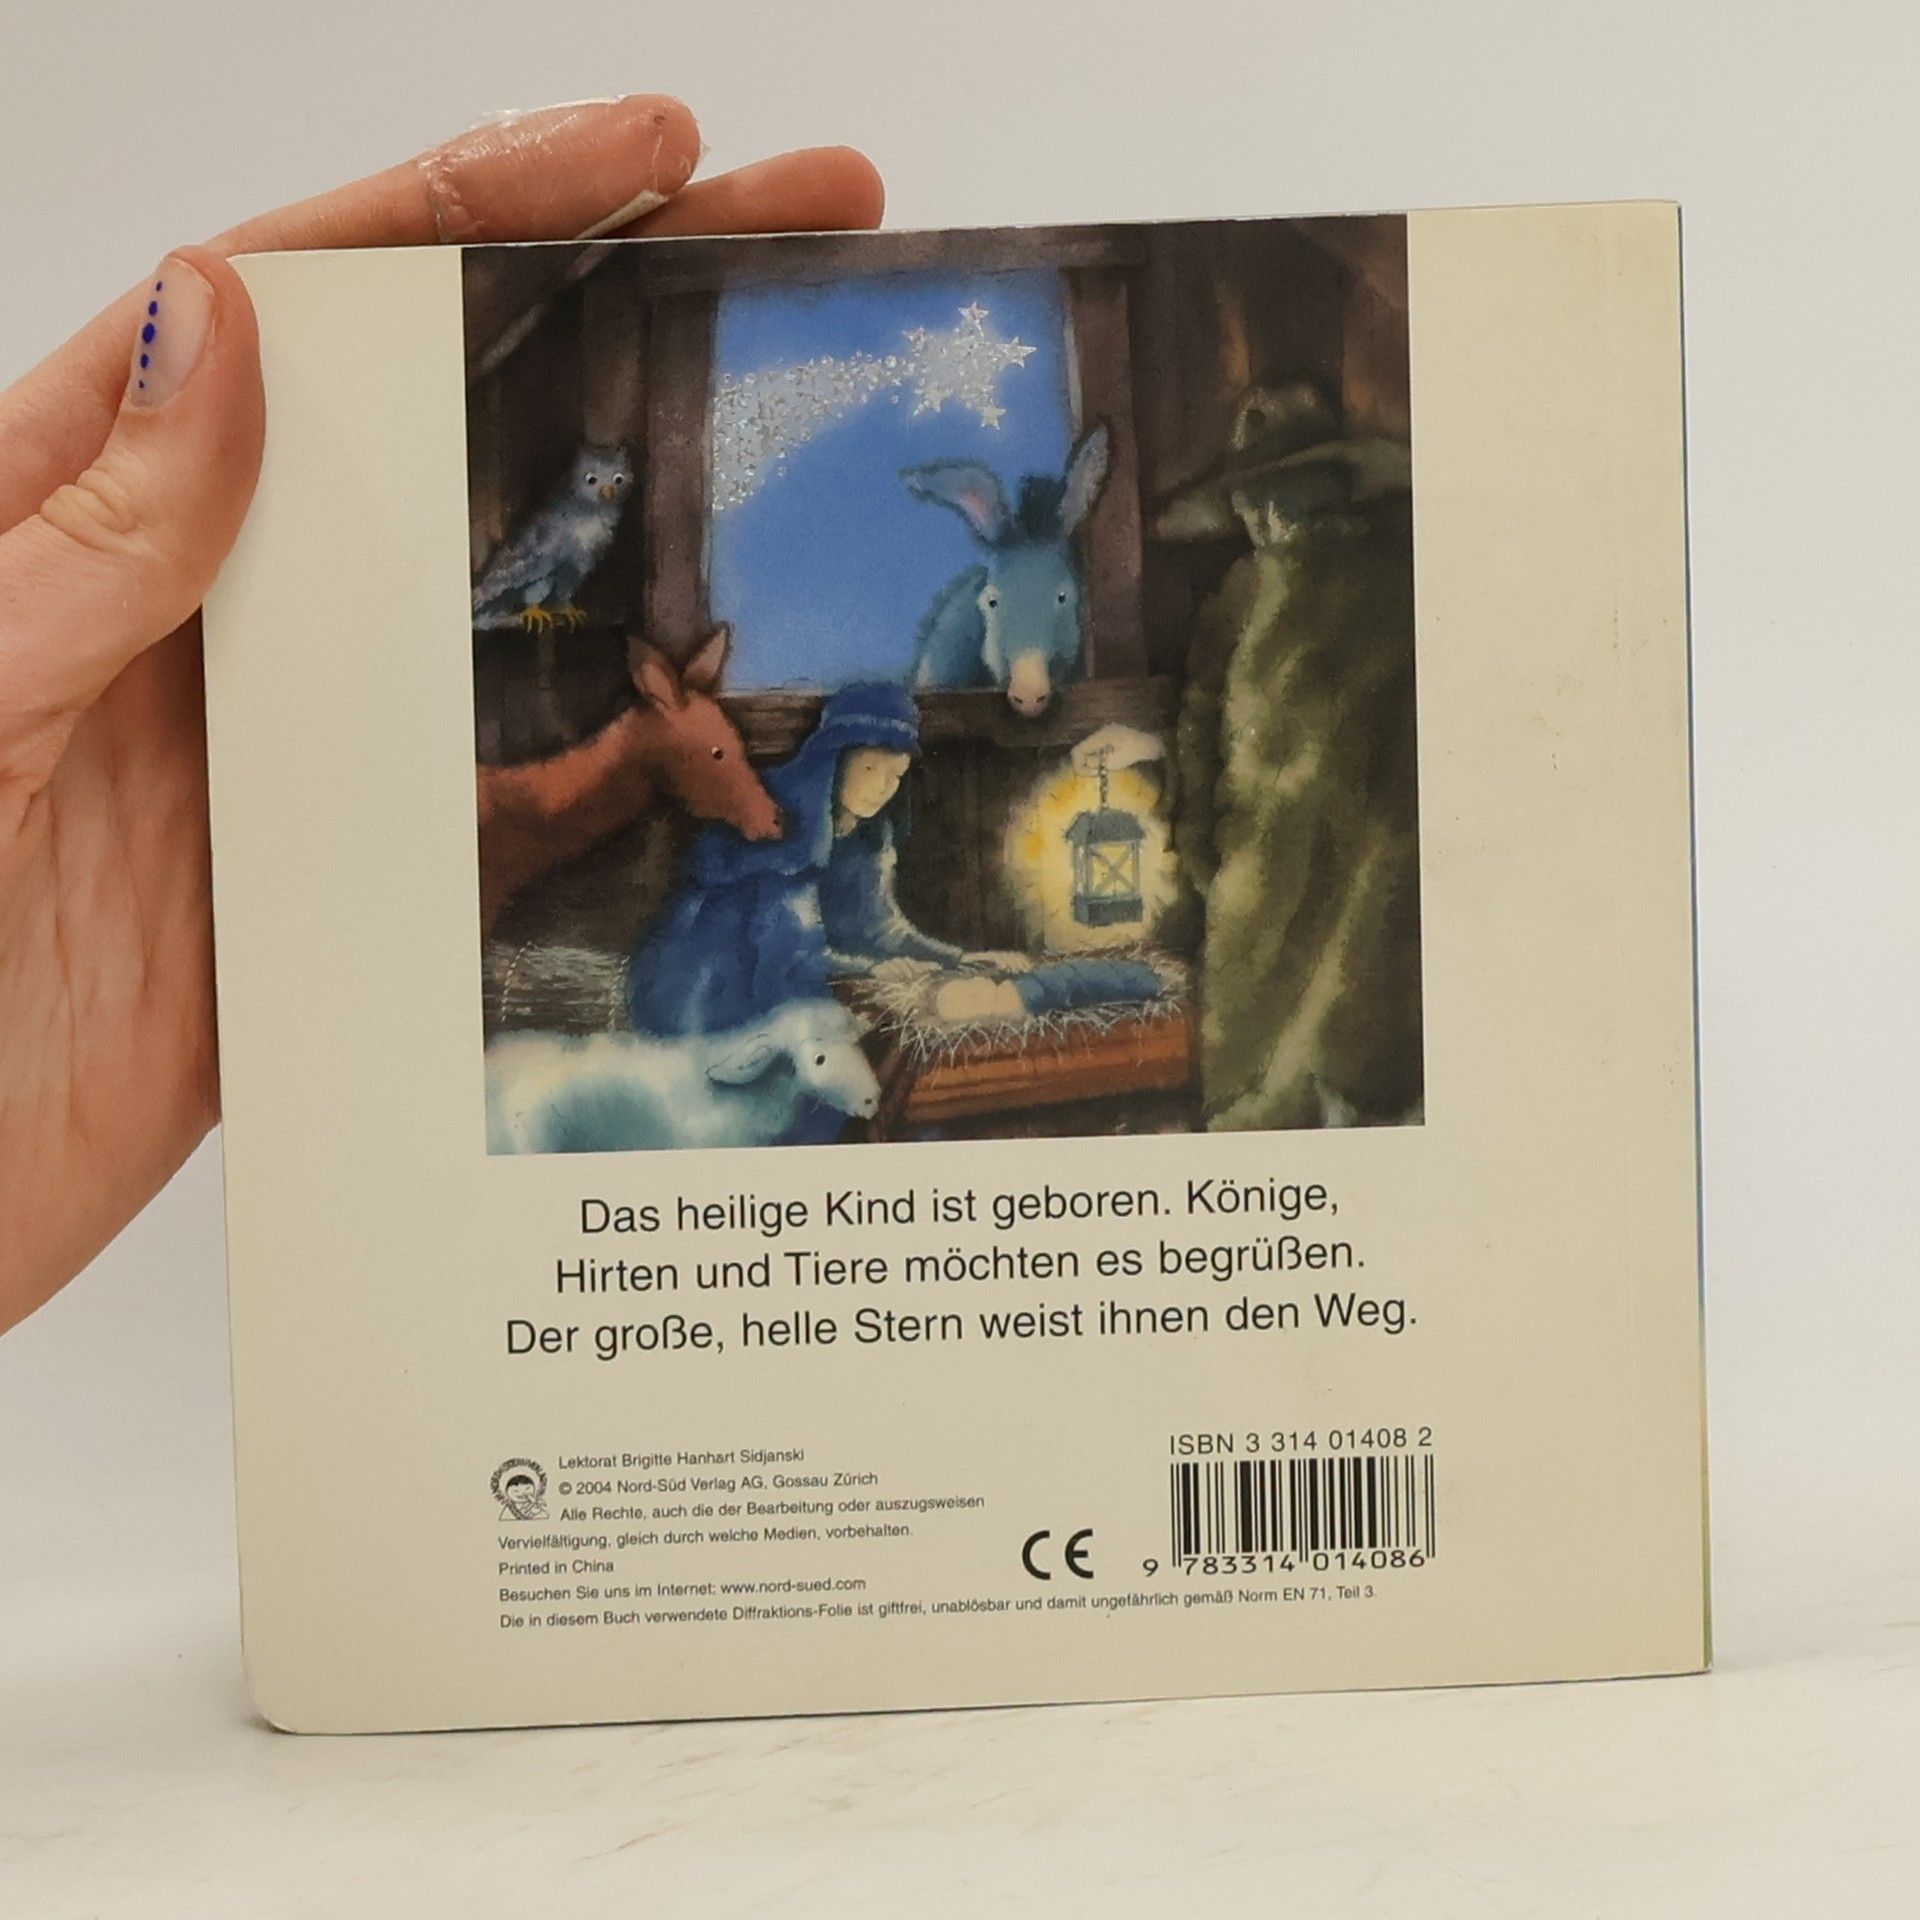 Das heilige Kind ist geboren. Könige,
Hirten und Tiere möchten es begrüßen.
Der große, helle Stern weist ihnen den Weg.
Lektorat Brigitte Hanhart Sidjanski
© 2004 Nord-Süd Verlag AG, Gossau Zürich
Alle Rechte, auch die der Bearbeitung oder auszugsweisen
Vervielfältigung, gleich durch welche Medien, vorbehalten.
Printed in China
Besuchen Sie uns im Internet: www.nord-sued.com
Die in diesem Buch verwendete Diffraktions-Folie ist giftfrei, unablösbar und damit ungefährlich gemäß Norm EN 71, Teil 3.
CE
ISBN 3 314 01408 2
9 783314 014086